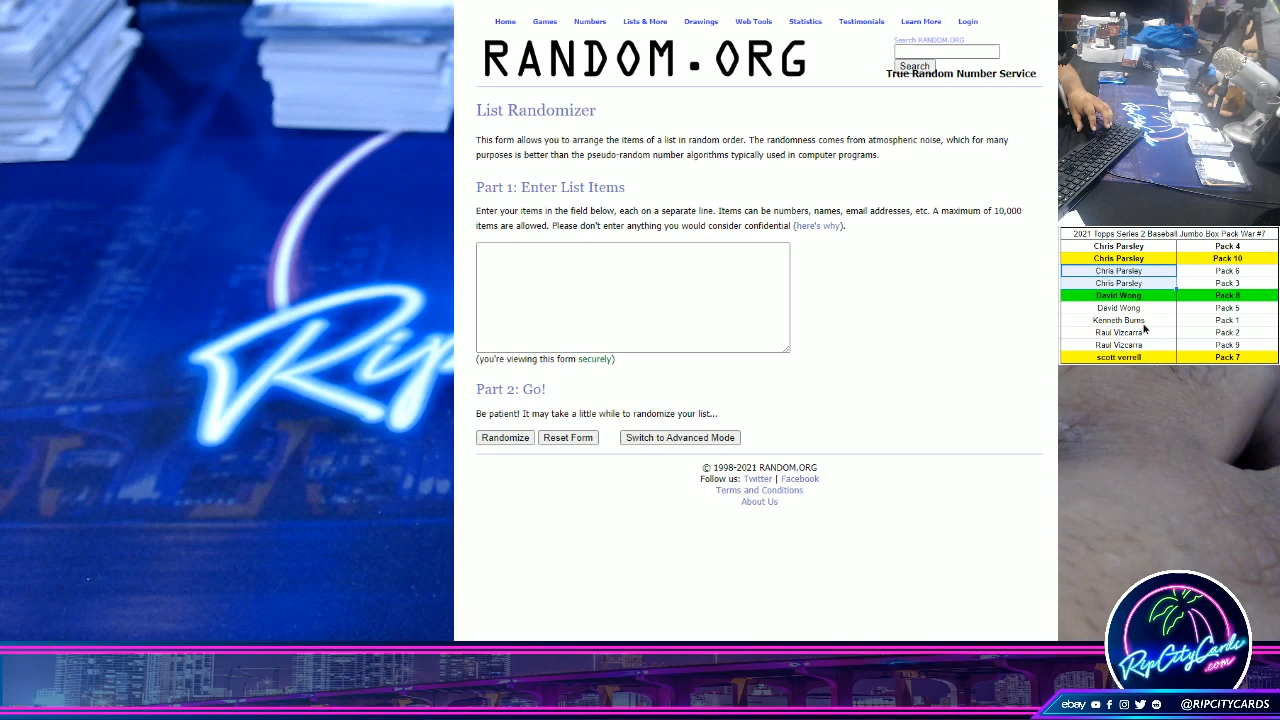 Home Games Numbers Lists & More Drawings Web Tools Statistics Testimonials Learn More Login
RANDOM.ORG
Search RANDOM.ORG
Search
True Random Number Service
List Randomizer
This form allows you to arrange the items of a list in random order. The randomness comes from atmospheric noise, which for many
purposes is better than the pseudo-random number algorithms typically used in computer programs.
Part 1: Enter List Items
Enter your items in the field below, each on a separate line. Items can be numbers, names, email addresses, etc. A maximum of 10,000
items are allowed. Please don't enter anything you would consider confidential (here's why).
(you're viewing this form securely)
Part 2: Go!
Be patient! It may take a little while to randomize your list...
Randomize Reset Form Switch to Advanced Mode
© 1998-2021 RANDOM.ORG
Follow us: Twitter | Facebook
Terms and Conditions
About Us
2021 Topps Series 2 Baseball Jumbo Box Pack War #7
Chris Parsley Pack 4
Chris Parsley Pack 10
Chris Parsley Pack 6
Chris Parsley Pack 3
David Wong Pack 8
David Wong Pack 5
Kenneth Burns Pack 1
Raul Vizcarra Pack 2
Raul Vizcarra Pack 9
scott verrell Pack 7
RipCityCards
.com
ebay @RIPCITYCARDS